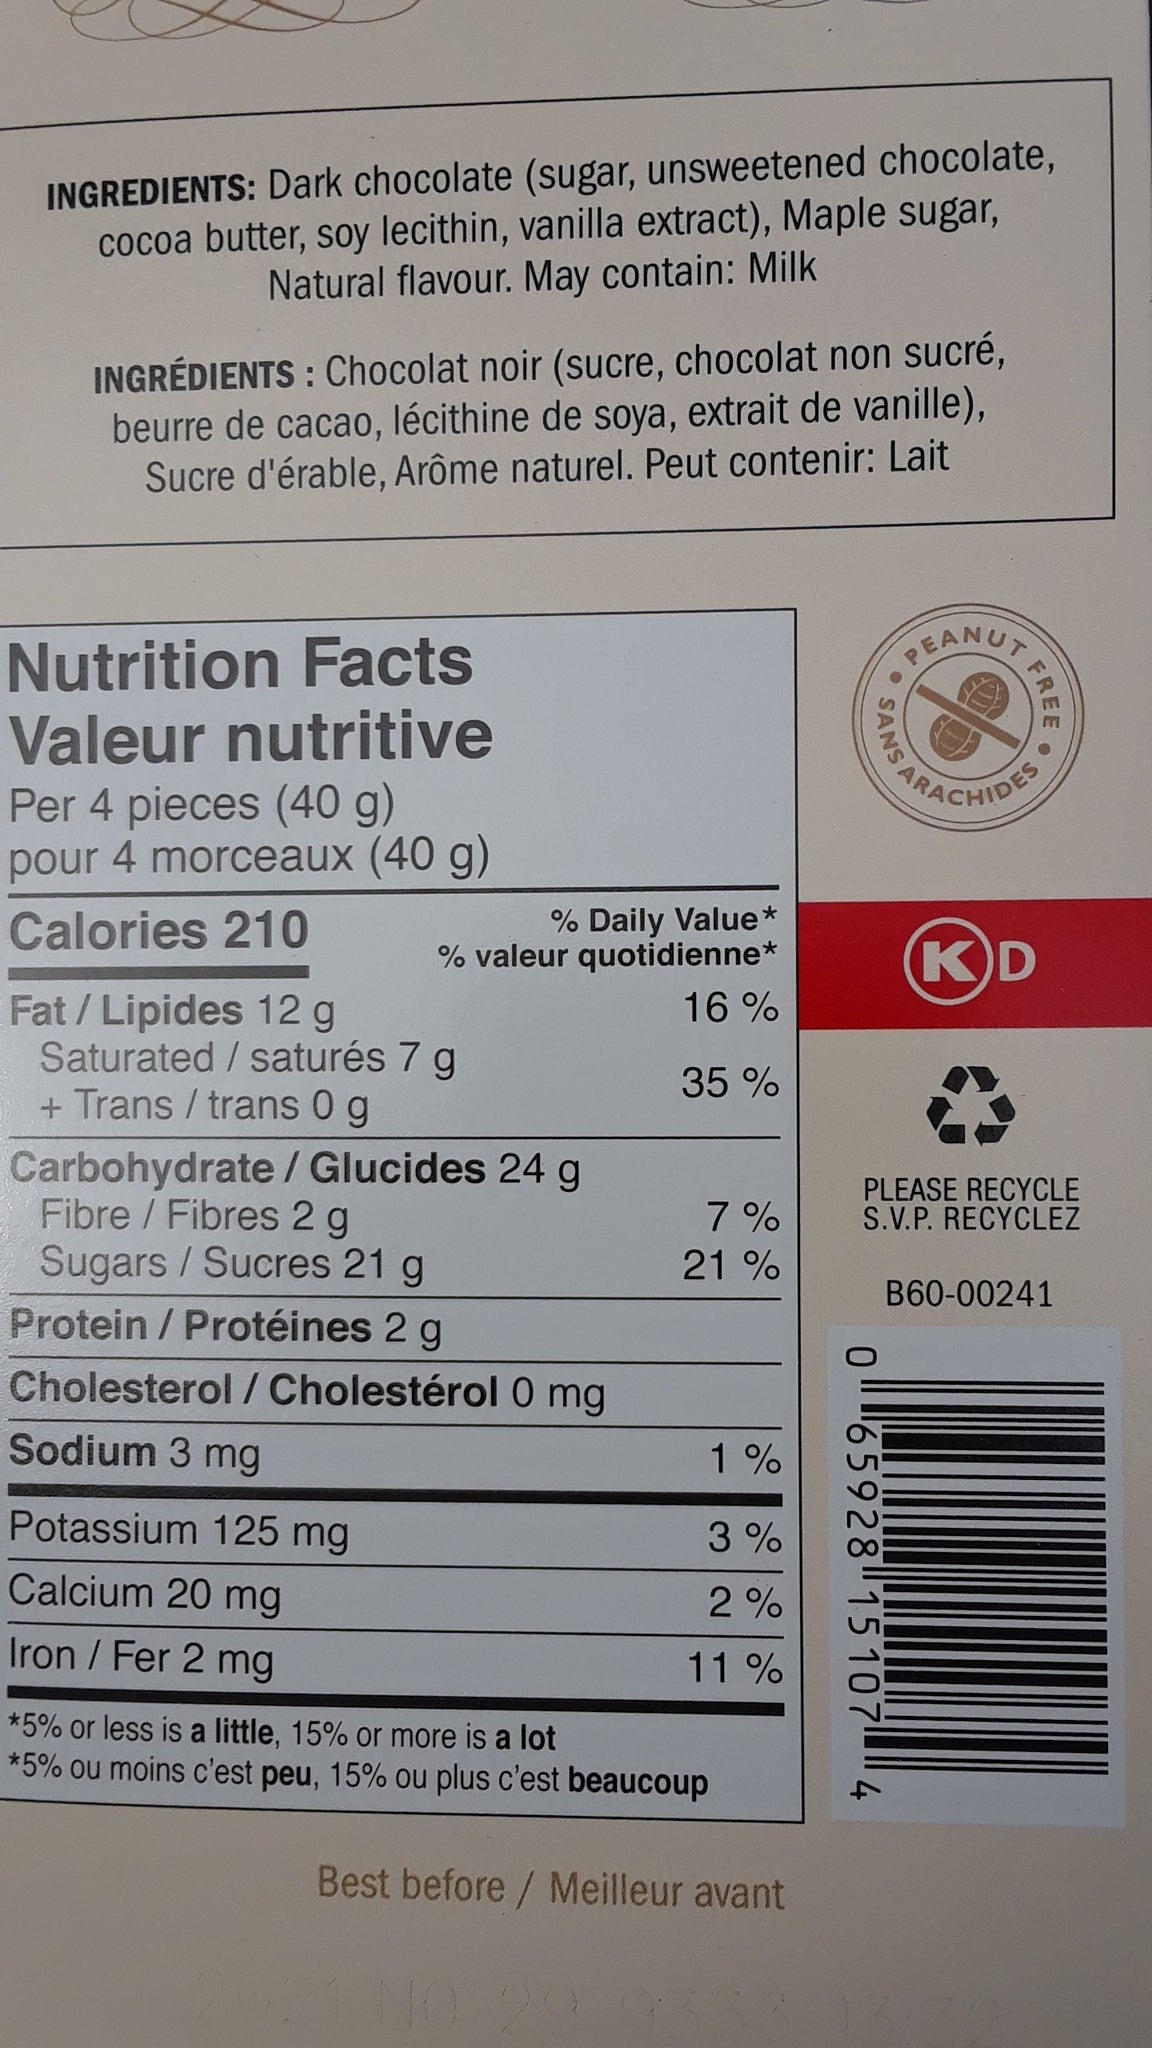 INGREDIENTS: Dark chocolate (sugar, unsweetened chocolate,
cocoa butter, soy lecithin, vanilla extract), Maple sugar,
Natural flavour. May contain: Milk
INGRÉDIENTS : Chocolat noir (sucre, chocolat non sucré,
beurre de cacao, lécithine de soya, extrait de vanille),
Sucre d'érable, Arôme naturel. Peut contenir: Lait
Nutrition Facts
Valeur nutritive
Per 4 pieces (40 g)
pour 4 morceaux (40 g)
Calories 210
% Daily Value*
% valeur quotidienne*
Fat / Lipides 12 g 16 %
Saturated / saturés 7 g
+ Trans / trans 0 g
35 %
Carbohydrate / Glucides 24 g
Fibre / Fibres 2 g 7 %
Sugars / Sucres 21 g 21 %
Protein / Protéines 2 g
Cholesterol / Cholestérol 0 mg
Sodium 3 mg 1 %
Potassium 125 mg 3 %
Calcium 20 mg 2 %
Iron / Fer 2 mg 11 %
*5% or less is a little, 15% or more is a lot
*5% ou moins c'est peu, 15% ou plus c'est beaucoup
PEANUT FREE
SANS ARACHIDES
K D
PLEASE RECYCLE
S.V.P. RECYCLEZ
B60-00241
0 65928 15107 4
Best before / Meilleur avant
2021 NO 29